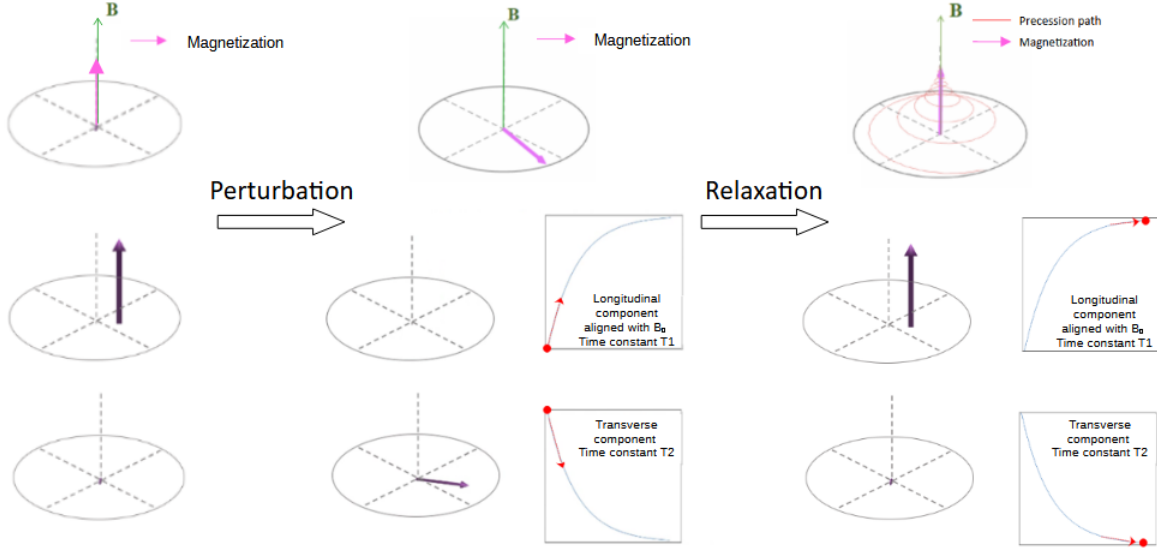 B
Magnetization
B
Magnetization
B
Precession path
Magnetization
Perturbation
Relaxation
Longitudinal
component
aligned with B₀
Time constant T1
Longitudinal
component
aligned with B₀
Time constant T1
Transverse
component
Time constant T2
Transverse
component
Time constant T2